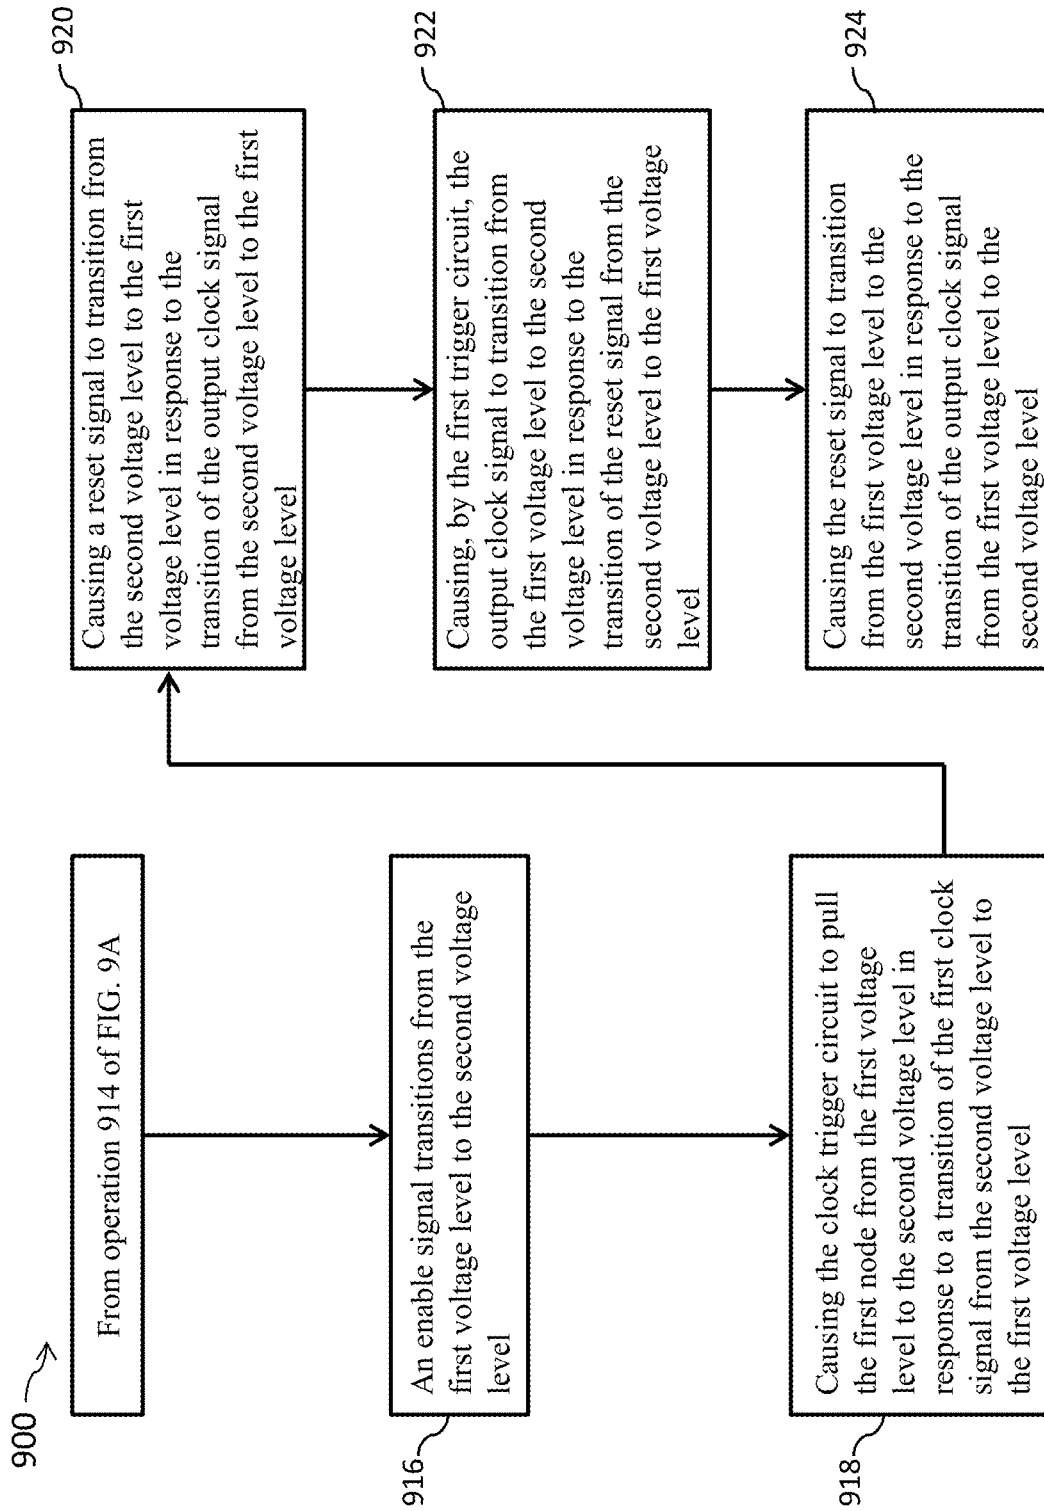 900
From operation 914 of FIG. 9A
916
An enable signal transitions from the
first voltage level to the second voltage
level
918
Causing the clock trigger circuit to pull
the first node from the first voltage
level to the second voltage level in
response to a transition of the first clock
signal from the second voltage level to
the first voltage level
920
Causing a reset signal to transition from
the second voltage level to the first
voltage level in response to the
transition of the output clock signal
from the second voltage level to the first
voltage level
922
Causing, by the first trigger circuit, the
output clock signal to transition from
the first voltage level to the second
voltage level in response to the
transition of the reset signal from the
second voltage level to the first voltage
level
924
Causing the reset signal to transition
from the first voltage level to the
second voltage level in response to the
transition of the output clock signal
from the first voltage level to the
second voltage level